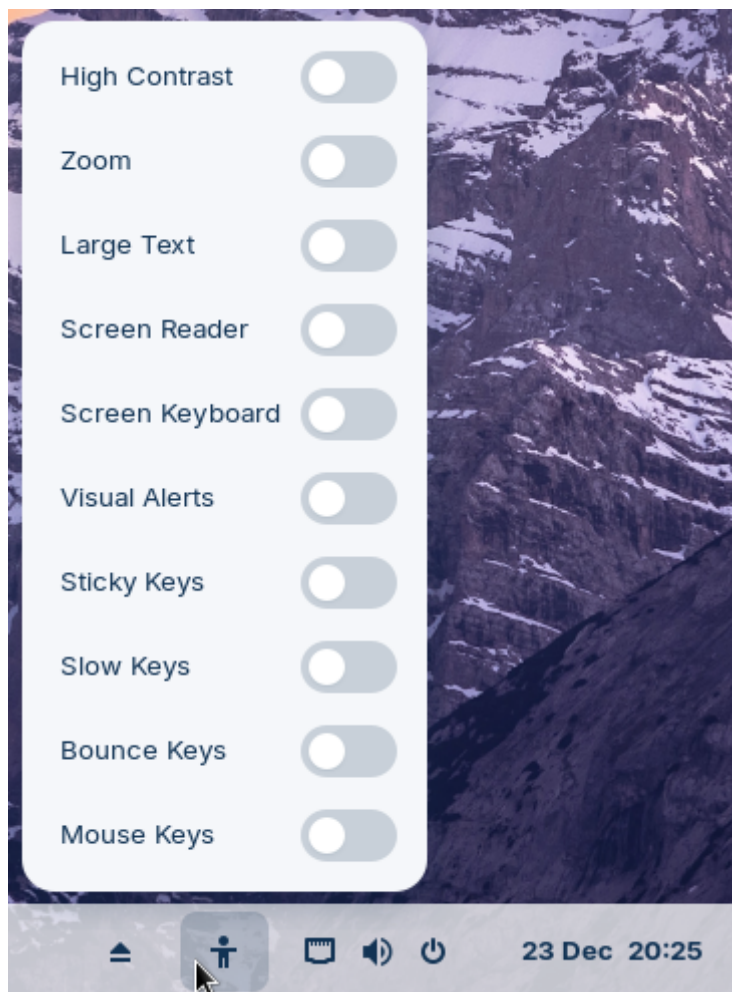 High Contrast
Zoom
Large Text
Screen Reader
Screen Keyboard
Visual Alerts
Sticky Keys
Slow Keys
Bounce Keys
Mouse Keys
23 Dec 20:25